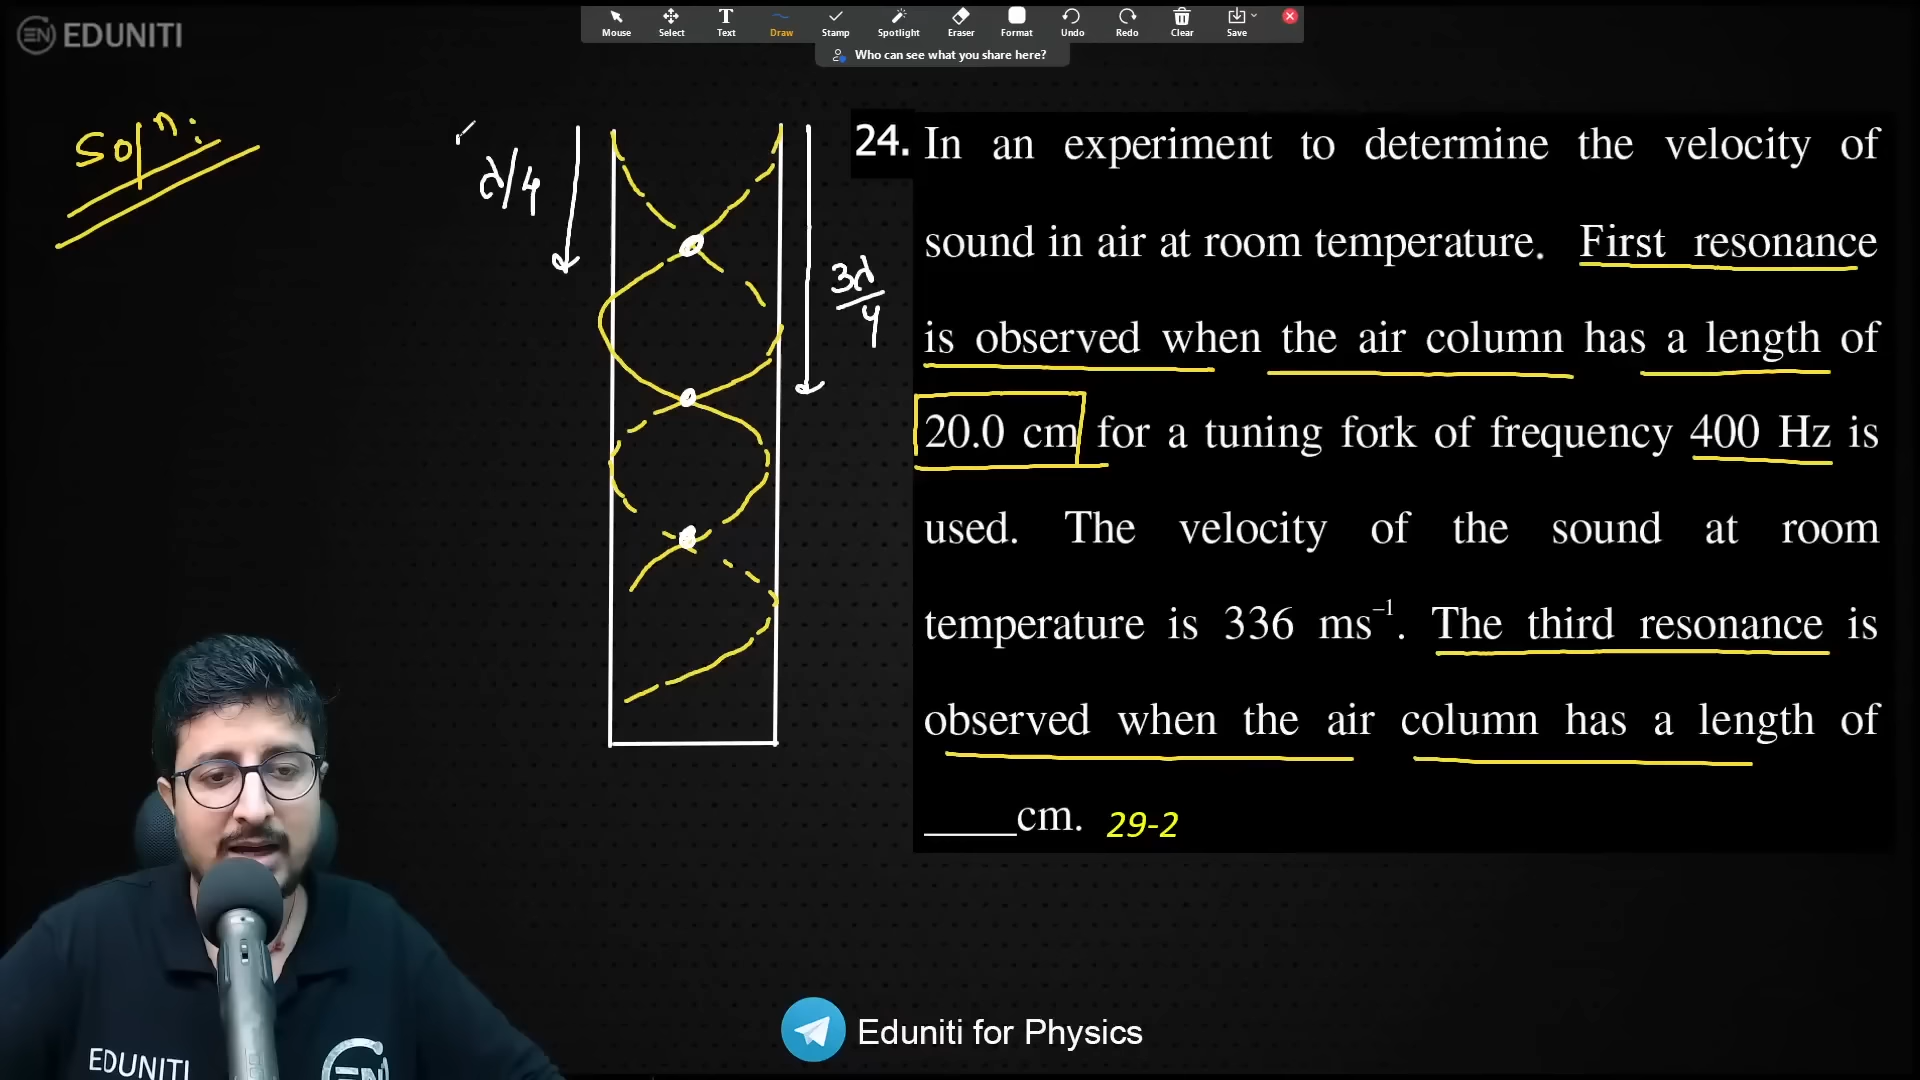 EDUNITI
Mouse Select Text Draw Stamp Spotlight Eraser Format Undo Redo Clear Save
Who can see what you share here?
Solⁿ:
λ/4
3λ/4
24. In an experiment to determine the velocity of
sound in air at room temperature. First resonance
is observed when the air column has a length of
20.0 cm for a tuning fork of frequency 400 Hz is
used. The velocity of the sound at room
temperature is 336 ms⁻¹. The third resonance is
observed when the air column has a length of
_____cm. 29-2
EDUNITI
EN
Eduniti for Physics